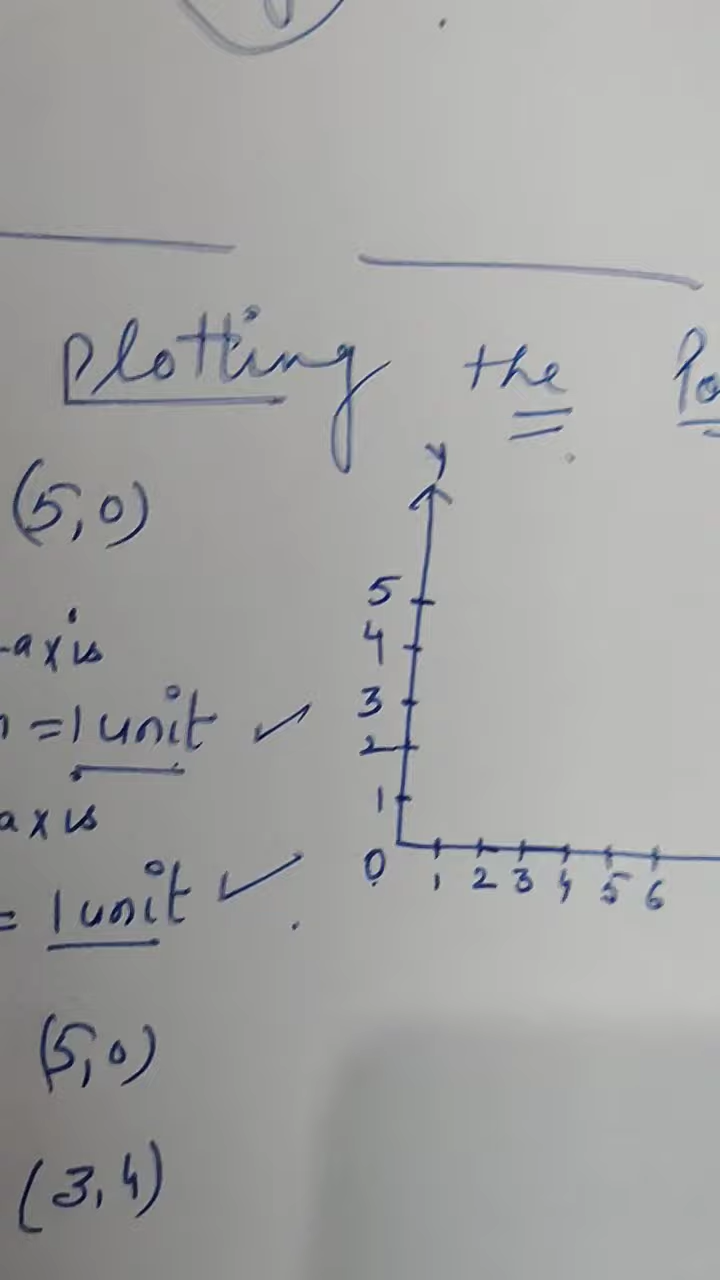 Plotting the Po
(5,0)
-axis
= 1 unit ✓
axis
= 1 unit ✓
(5,0)
(3,4)
y
5
4
3
2
1
0 1 2 3 4 5 6